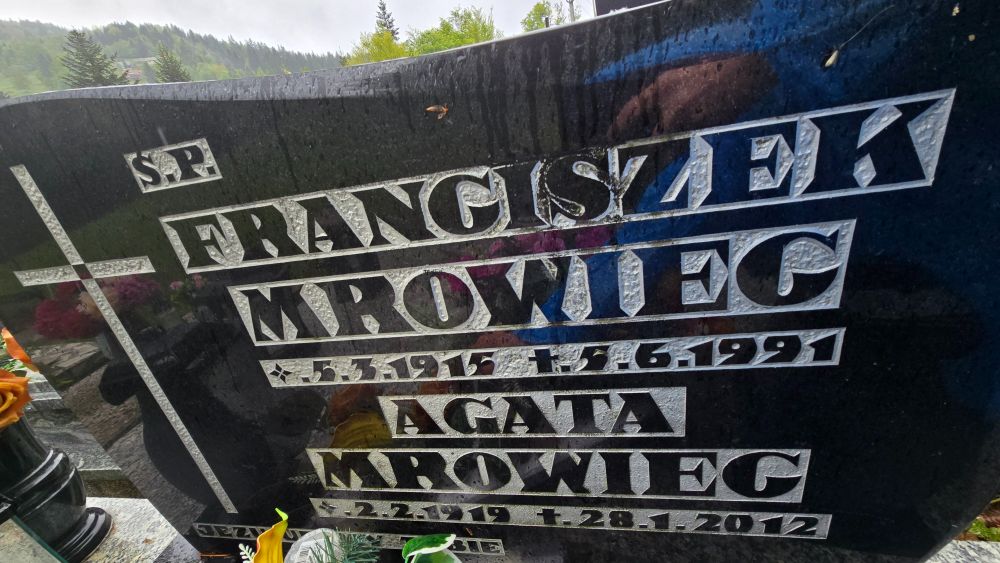 Ś.P.
FRANCISZEK
MROWIEC
5.3.1915 †.5.6.1991
AGATA
MROWIEC
2.2.1919 †.28.1.2012